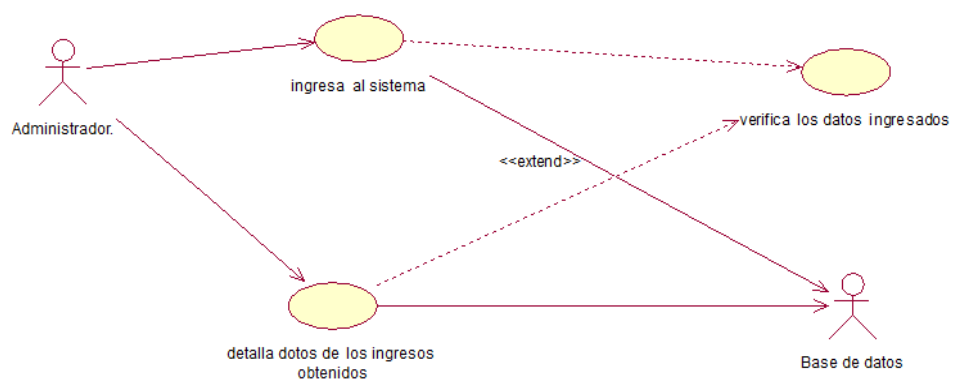 ingresa al sistema
Administrador.
verifica los datos ingresados
<<extend>>
detalla dotos de los ingresos
obtenidos
Base de datos